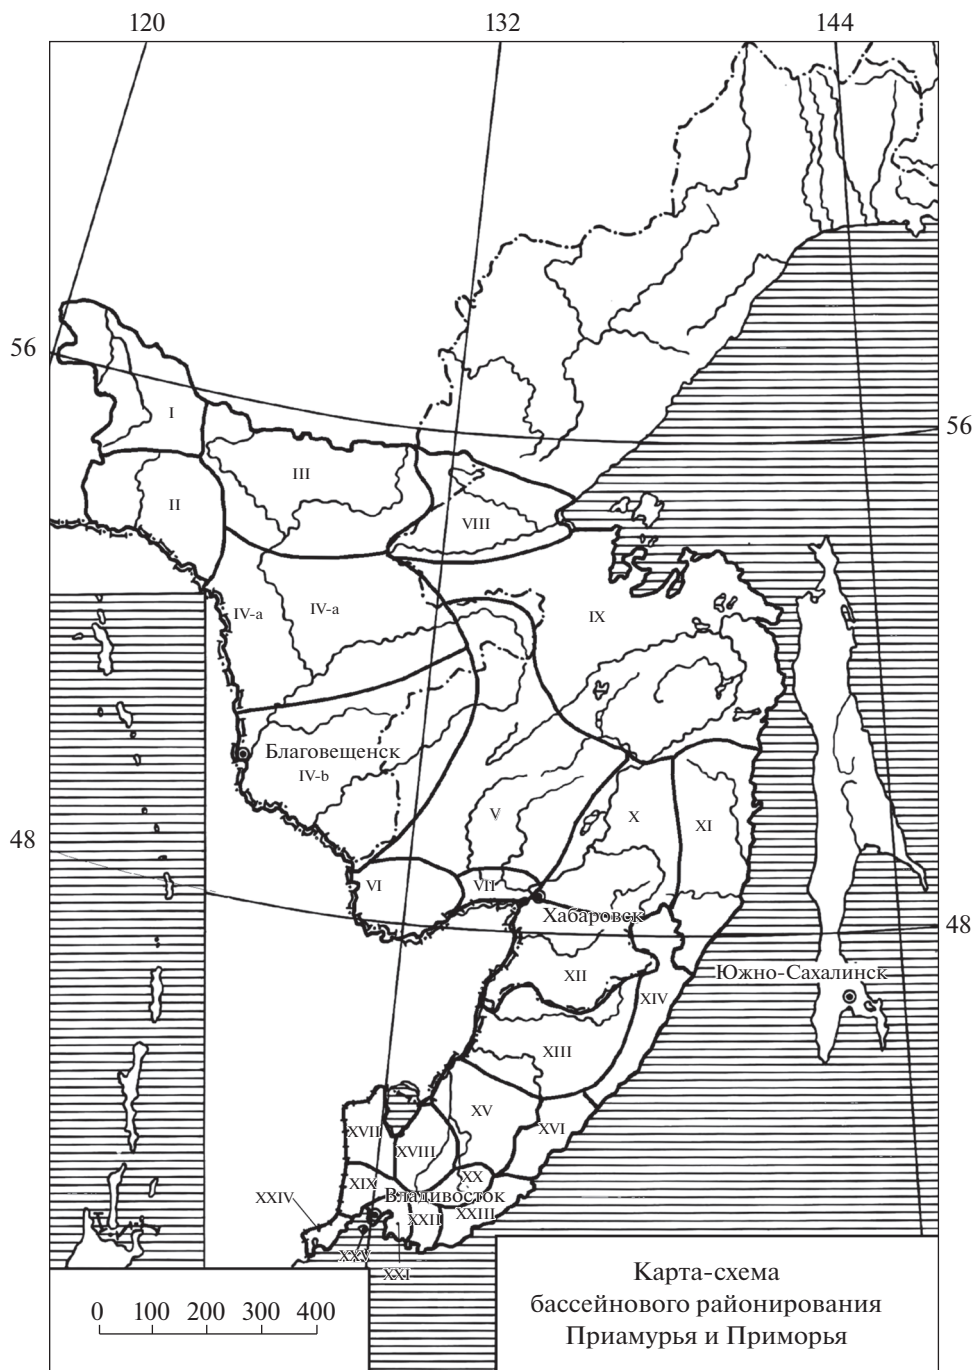 120 132 144
56
56
I
III
II
VIII
IV-a IV-a IX
Благовещенск
IV-b
V X XI
48
VI VII
Хабаровск
48
XII
Южно-Сахалинск
XIV
XIII
XV
XVII XVI
XVIII
XX
XIX
Владивосток
XXIV
XXII XXIII
XXV
XXI
0 100 200 300 400
Карта-схема
бассейнового районирования
Приамурья и Приморья